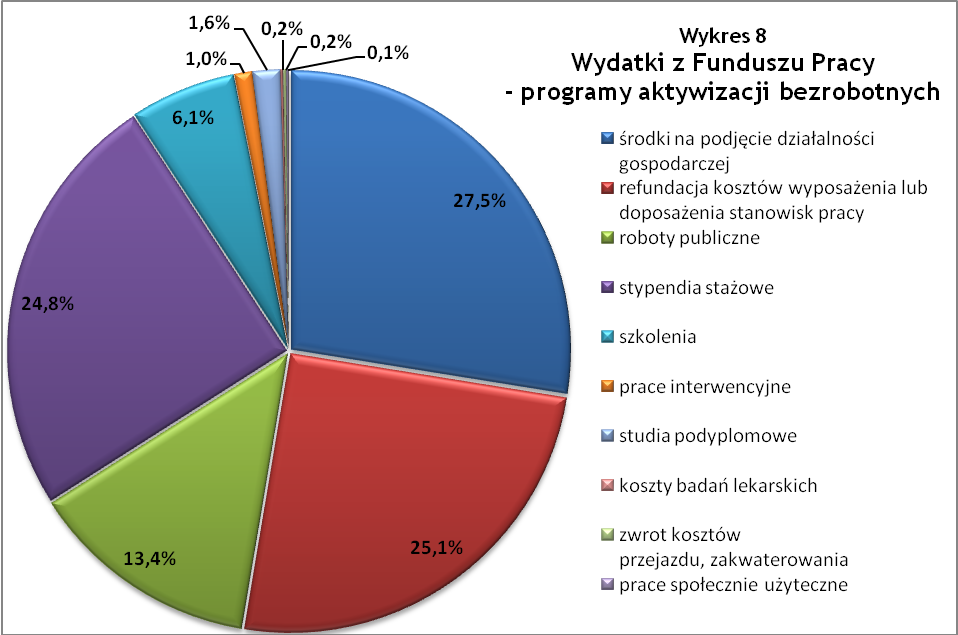 Wykres 8
Wydatki z Funduszu Pracy
- programy aktywizacji bezrobotnych
1,6%
0,2%
0,2%
0,1%
1,0%
6,1%
27,5%
24,8%
13,4%
25,1%
środki na podjęcie działalności
gospodarczej
refundacja kosztów wyposażenia lub
doposażenia stanowisk pracy
roboty publiczne
stypendia stażowe
szkolenia
prace interwencyjne
studia podyplomowe
koszty badań lekarskich
zwrot kosztów
przejazdu, zakwaterowania
prace społecznie użyteczne